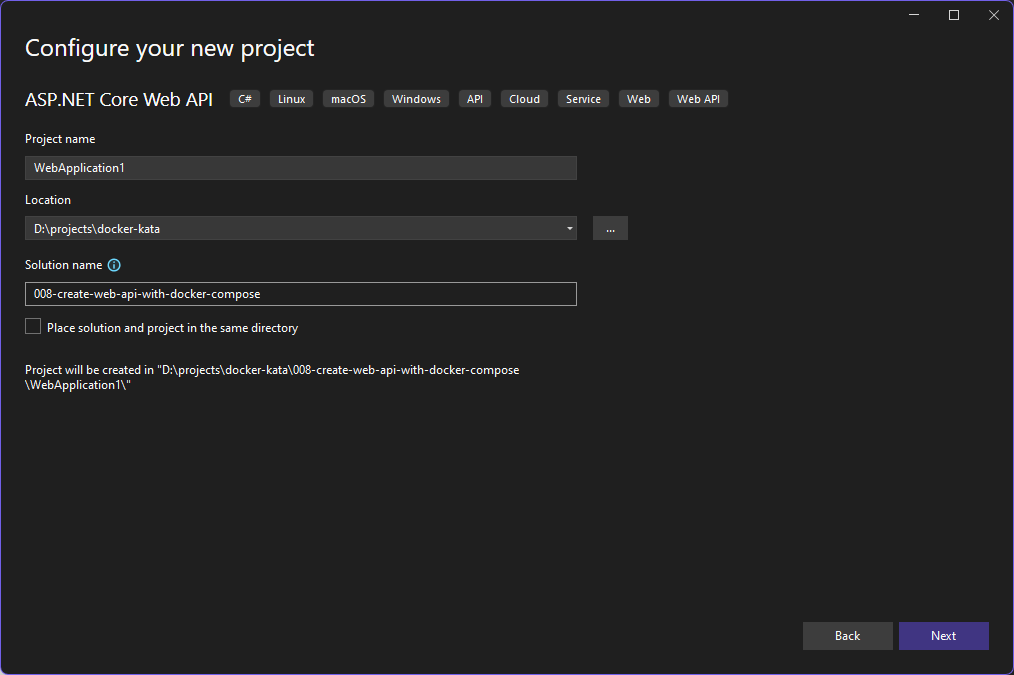 Configure your new project
ASP.NET Core Web API C# Linux macOS Windows API Cloud Service Web Web API
Project name
WebApplication1
Location
D:\projects\docker-kata ...
Solution name
008-create-web-api-with-docker-compose
Place solution and project in the same directory
Project will be created in "D:\projects\docker-kata\008-create-web-api-with-docker-compose
\WebApplication1\"
Back Next